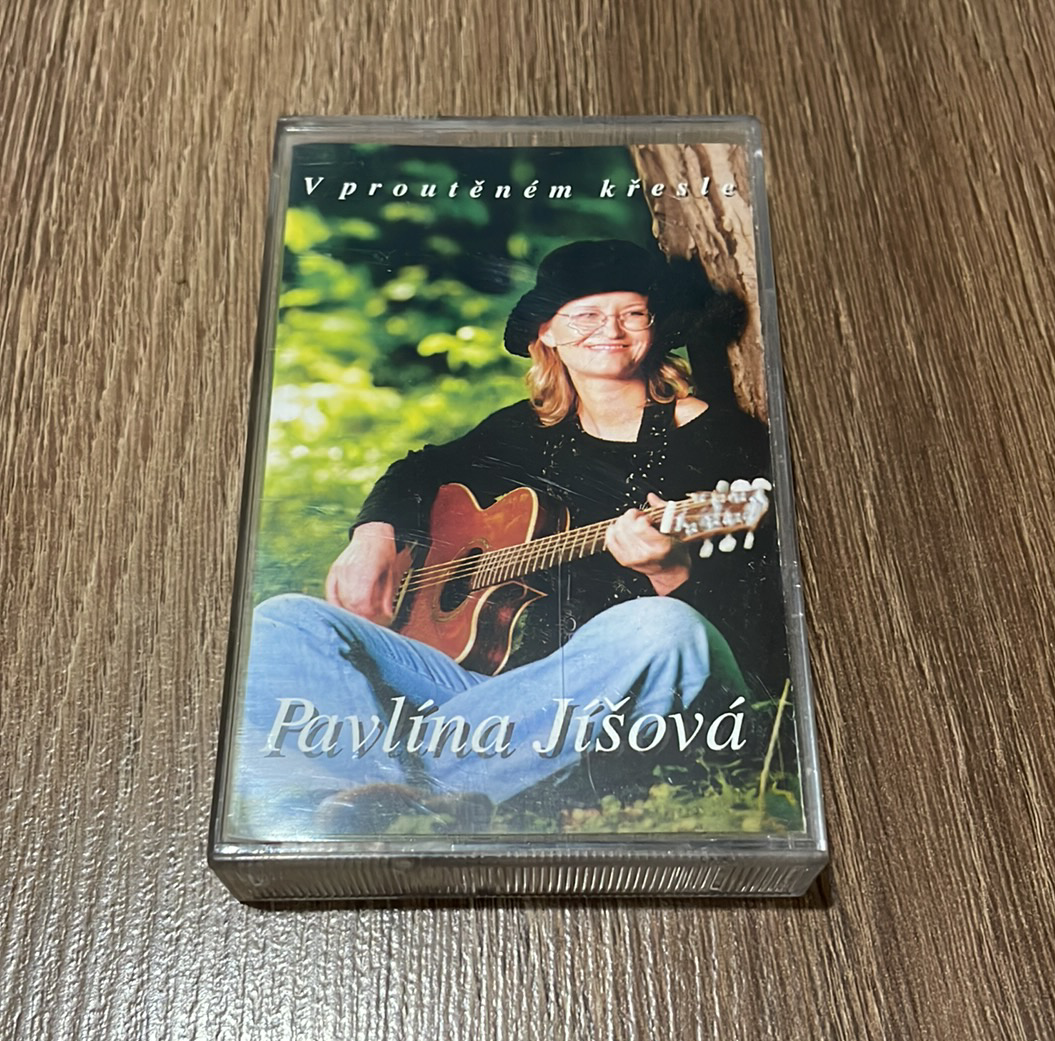 V proutěném křesle
Pavlína Jíšová